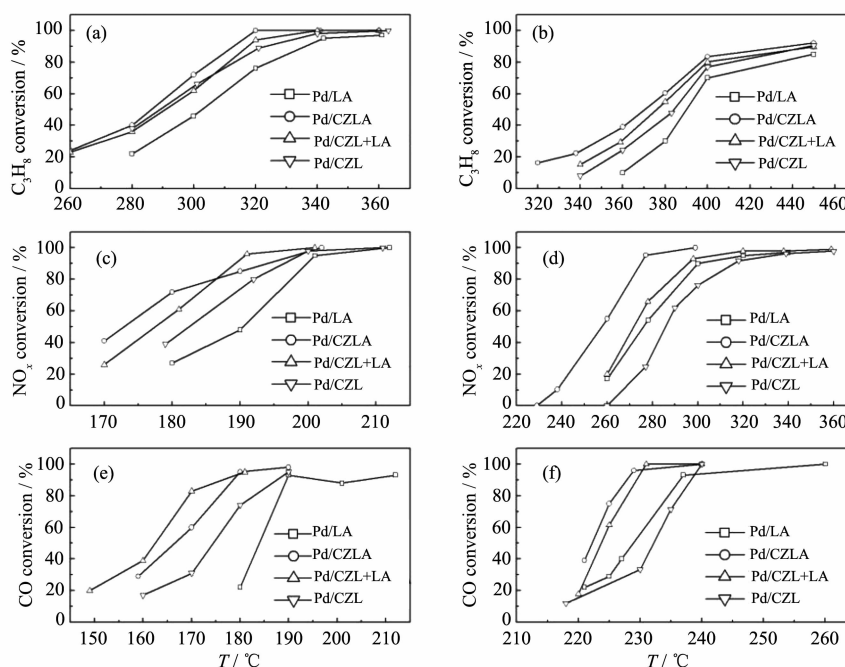 (a)
C3H8 conversion / %
100
80
60
40
20
0
Pd/LA
Pd/CZLA
Pd/CZL+LA
Pd/CZL
260 280 300 320 340 360
(b)
C3H8 conversion / %
100
80
60
40
20
0
Pd/LA
Pd/CZLA
Pd/CZL+LA
Pd/CZL
320 340 360 380 400 420 440 460
(c)
NOx conversion / %
100
80
60
40
20
0
Pd/LA
Pd/CZLA
Pd/CZL+LA
Pd/CZL
170 180 190 200 210
(d)
NOx conversion / %
100
80
60
40
20
0
Pd/LA
Pd/CZLA
Pd/CZL+LA
Pd/CZL
220 240 260 280 300 320 340 360
(e)
CO conversion / %
100
80
60
40
20
0
Pd/LA
Pd/CZLA
Pd/CZL+LA
Pd/CZL
150 160 170 180 190 200 210
T / ℃
(f)
CO conversion / %
100
80
60
40
20
0
Pd/LA
Pd/CZLA
Pd/CZL+LA
Pd/CZL
210 220 230 240 250 260
T / ℃